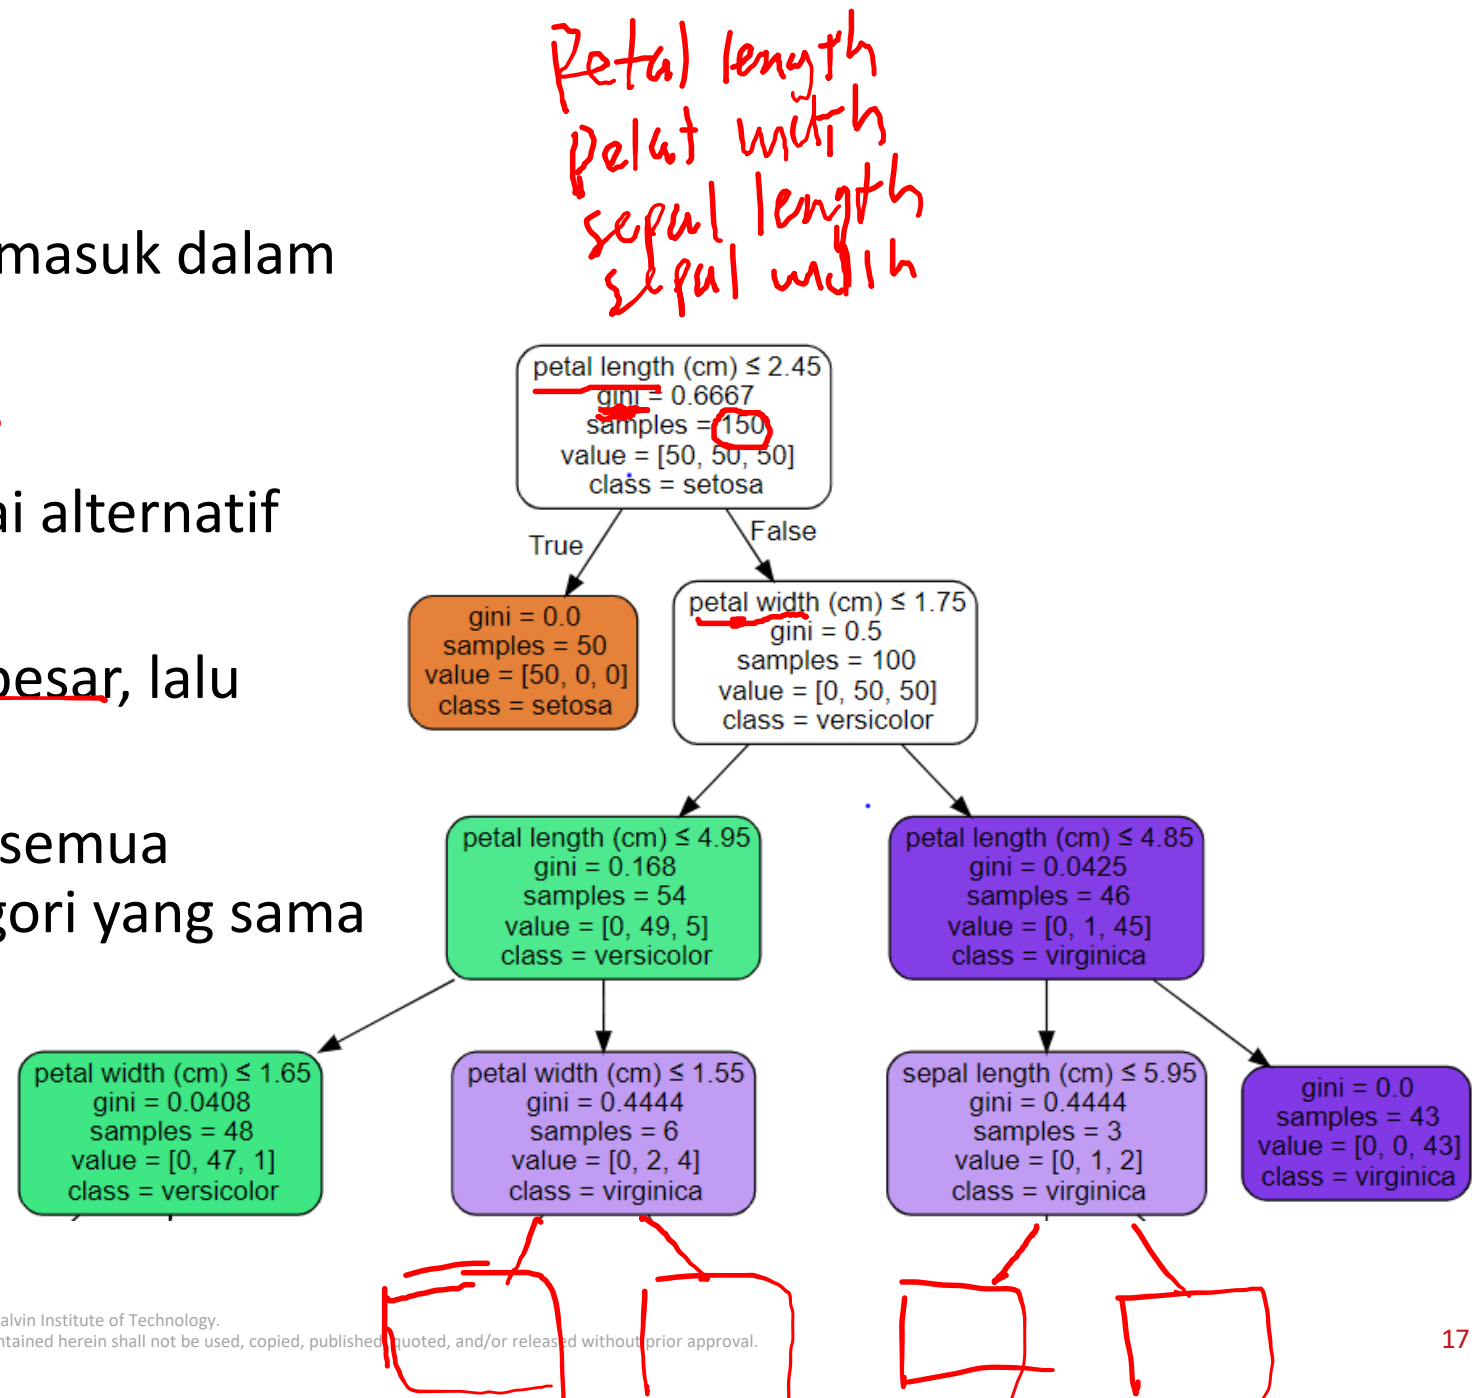 Petal length
Pelat width
sepal length
sepal width
masuk dalam
ai alternatif
besar, lalu
semua
gori yang sama
petal length (cm) ≤ 2.45
gini = 0.6667
samples = 150
value = [50, 50, 50]
class = setosa
True
False
gini = 0.0
samples = 50
value = [50, 0, 0]
class = setosa
petal width (cm) ≤ 1.75
gini = 0.5
samples = 100
value = [0, 50, 50]
class = versicolor
petal length (cm) ≤ 4.95
gini = 0.168
samples = 54
value = [0, 49, 5]
class = versicolor
petal length (cm) ≤ 4.85
gini = 0.0425
samples = 46
value = [0, 1, 45]
class = virginica
petal width (cm) ≤ 1.65
gini = 0.0408
samples = 48
value = [0, 47, 1]
class = versicolor
petal width (cm) ≤ 1.55
gini = 0.4444
samples = 6
value = [0, 2, 4]
class = virginica
sepal length (cm) ≤ 5.95
gini = 0.4444
samples = 3
value = [0, 1, 2]
class = virginica
gini = 0.0
samples = 43
value = [0, 0, 43]
class = virginica
alvin Institute of Technology.
ntained herein shall not be used, copied, published, quoted, and/or released without prior approval.
17